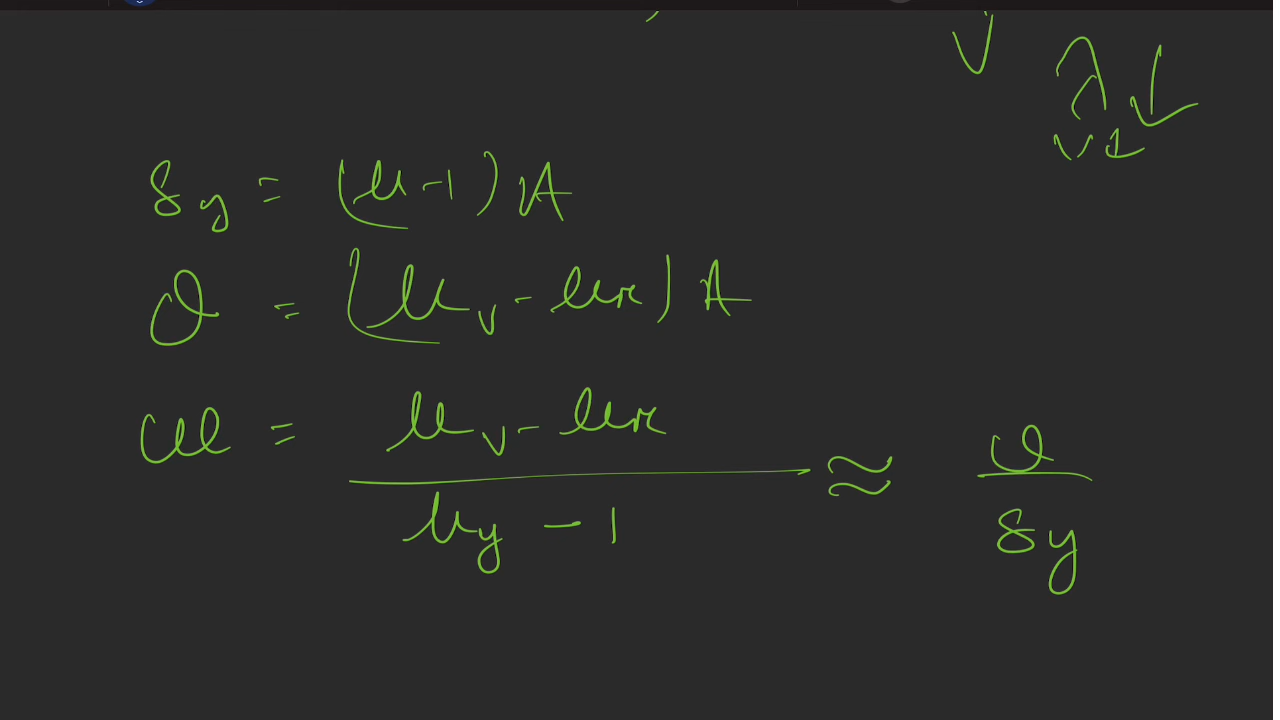 λ ↓
v ↓
δy = (μ - 1) A
θ = (μv - μr) A
ω = μv - μr / μy - 1 ≈ θ / δy